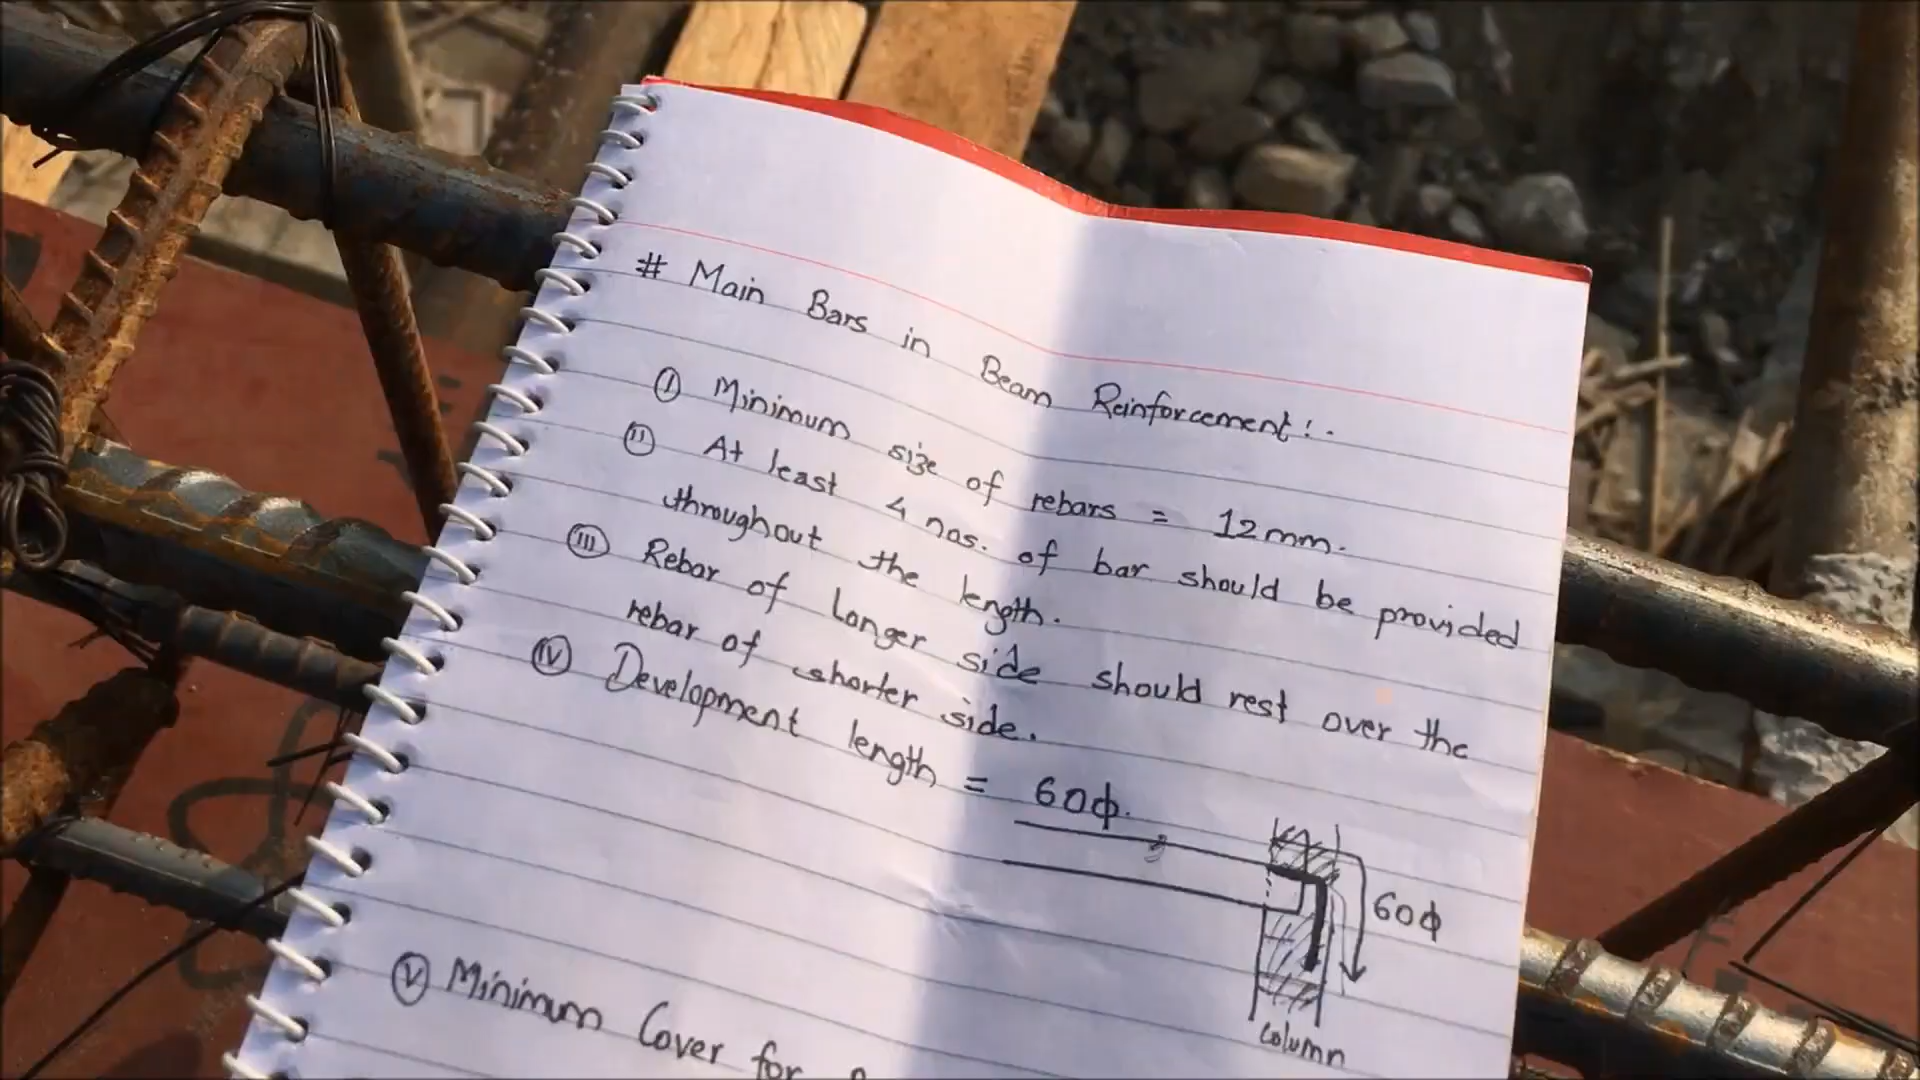 # Main Bars in Beam Reinforcement:-
(I) Minimum size of rebars = 12mm.
(II) At least 4 nos. of bar should be provided
throughout the length.
(III) Rebar of longer side should rest over the
rebar of shorter side.
(IV) Development length = 60ϕ.
60ϕ
column
(V) Minimum Cover for